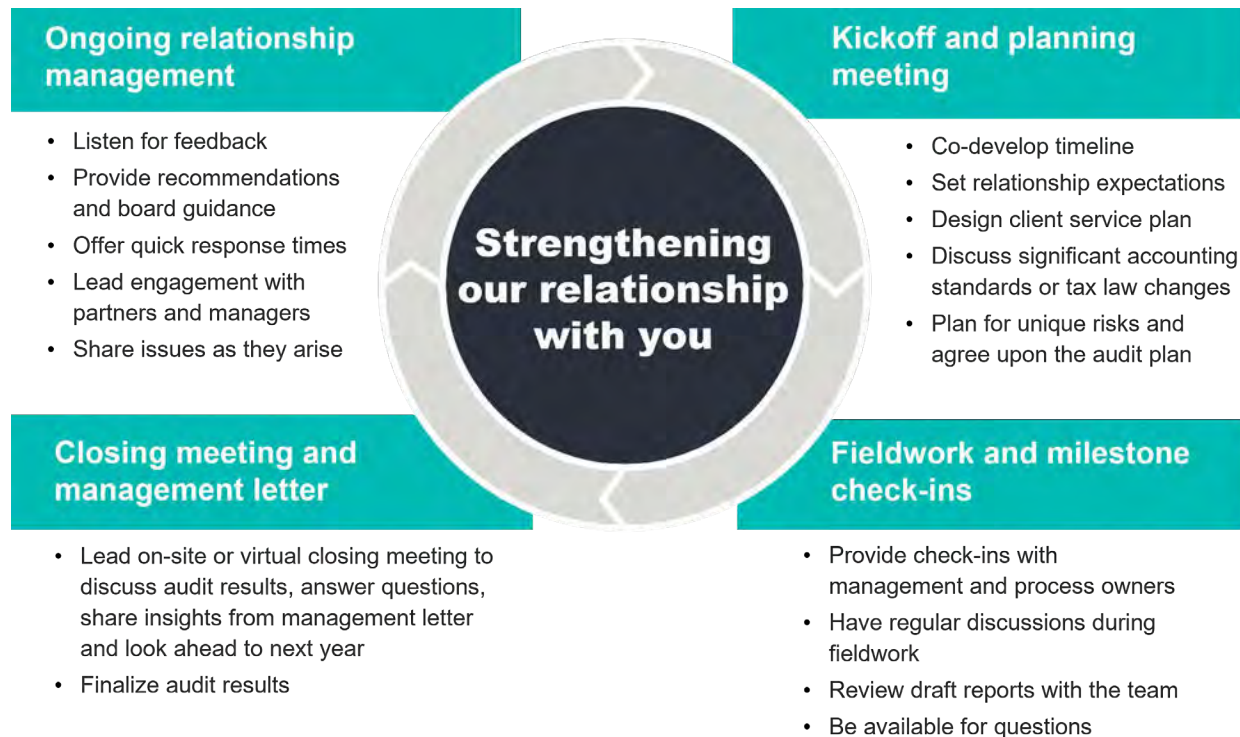 Ongoing relationship
management
• Listen for feedback
• Provide recommendations
and board guidance
• Offer quick response times
• Lead engagement with
partners and managers
• Share issues as they arise
Kickoff and planning
meeting
• Co-develop timeline
• Set relationship expectations
• Design client service plan
• Discuss significant accounting
standards or tax law changes
• Plan for unique risks and
agree upon the audit plan
Strengthening
our relationship
with you
Closing meeting and
management letter
• Lead on-site or virtual closing meeting to
discuss audit results, answer questions,
share insights from management letter
and look ahead to next year
• Finalize audit results
Fieldwork and milestone
check-ins
• Provide check-ins with
management and process owners
• Have regular discussions during
fieldwork
• Review draft reports with the team
• Be available for questions